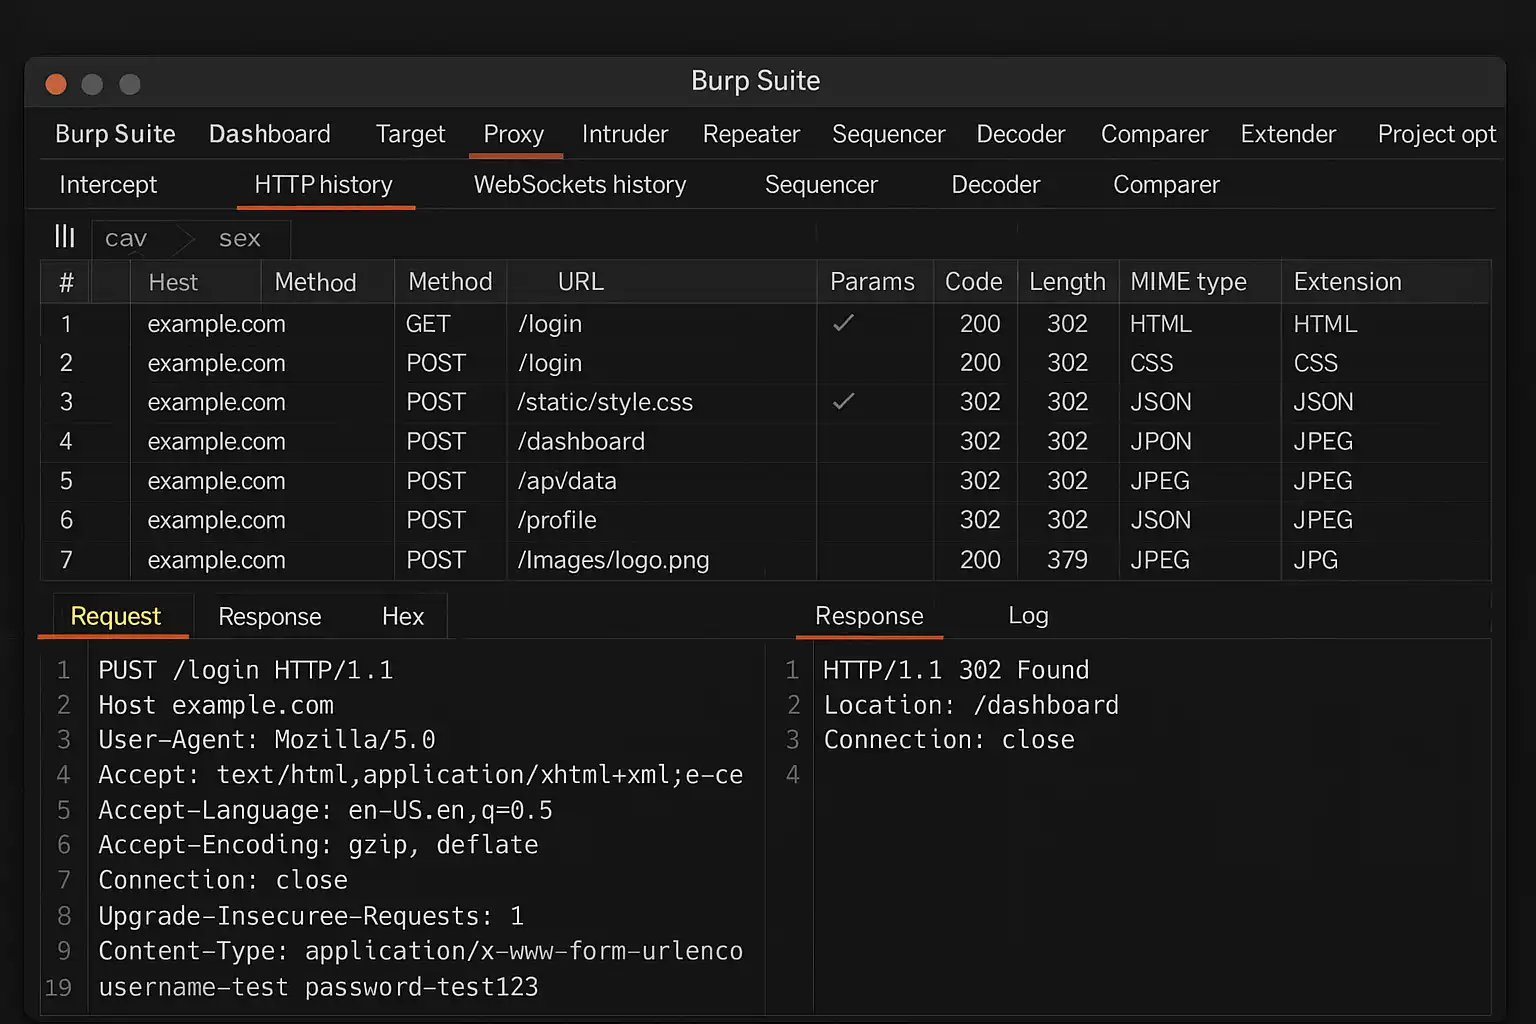 Burp Suite
Burp Suite Dashboard Target Proxy Intruder Repeater Sequencer Decoder Comparer Extender Project opt
Intercept HTTP history WebSockets history Sequencer Decoder Comparer
cav sex
# Hest Method Method URL Params Code Length MIME type Extension
1 example.com GET /login ✓ 200 302 HTML HTML
2 example.com POST /login 200 302 CSS CSS
3 example.com POST /static/style.css ✓ 302 302 JSON JSON
4 example.com POST /dashboard 302 302 JPON JPEG
5 example.com POST /apv/data 302 302 JPEG JPEG
6 example.com POST /profile 302 302 JSON JPEG
7 example.com POST /Images/logo.png 200 379 JPEG JPG
Request Response Hex
1 PUST /login HTTP/1.1
2 Host example.com
3 User-Agent: Mozilla/5.0
4 Accept: text/html,application/xhtml+xml;e-ce
5 Accept-Language: en-US.en,q=0.5
6 Accept-Encoding: gzip, deflate
7 Connection: close
8 Upgrade-Insecuree-Requests: 1
9 Content-Type: application/x-www-form-urlenco
19 username-test password-test123
Response Log
1 HTTP/1.1 302 Found
2 Location: /dashboard
3 Connection: close
4